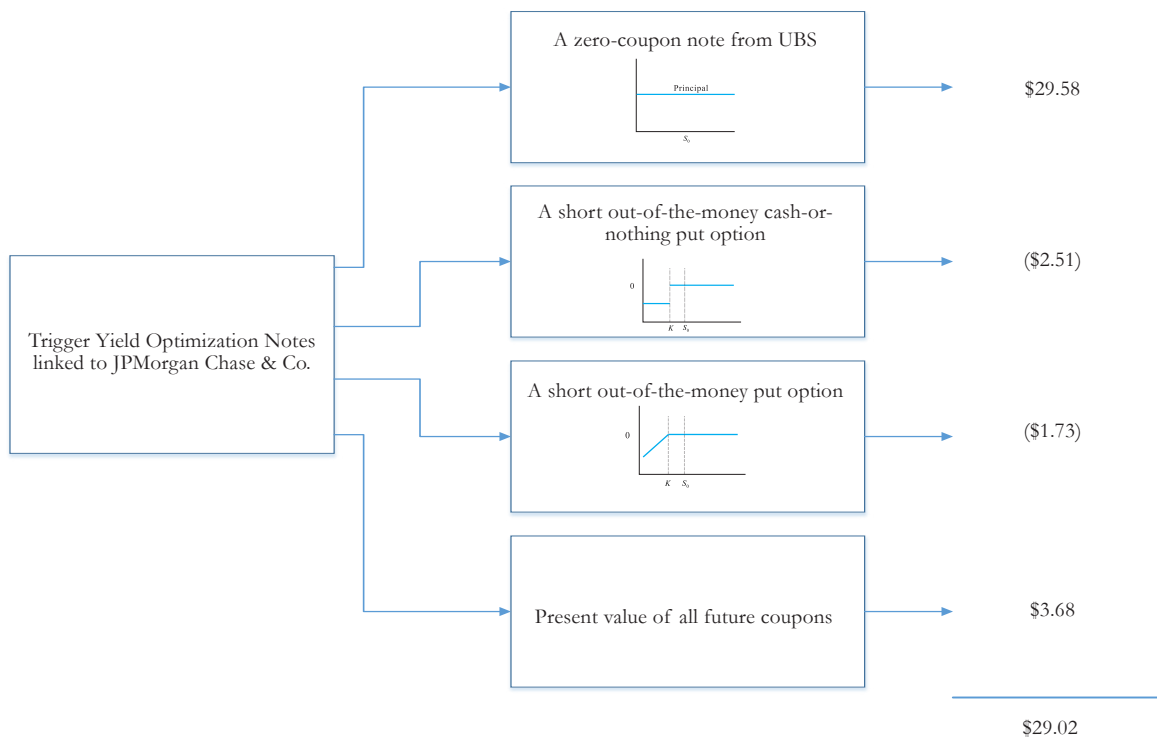 A zero-coupon note from UBS
Principal
S0
$29.58
A short out-of-the-money cash-or-
nothing put option
0
K S0
($2.51)
Trigger Yield Optimization Notes
linked to JPMorgan Chase & Co.
A short out-of-the-money put option
0
K S0
($1.73)
Present value of all future coupons
$3.68
$29.02